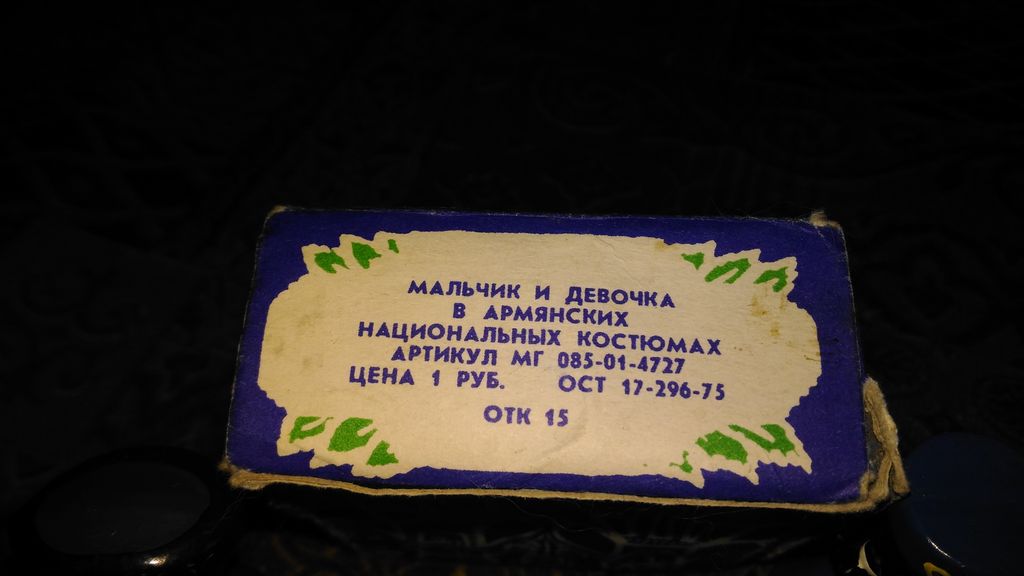 МАЛЬЧИК И ДЕВОЧКА
В АРМЯНСКИХ
НАЦИОНАЛЬНЫХ КОСТЮМАХ
АРТИКУЛ МГ 085-01-4727
ЦЕНА 1 РУБ. ОСТ 17-296-75
ОТК 15